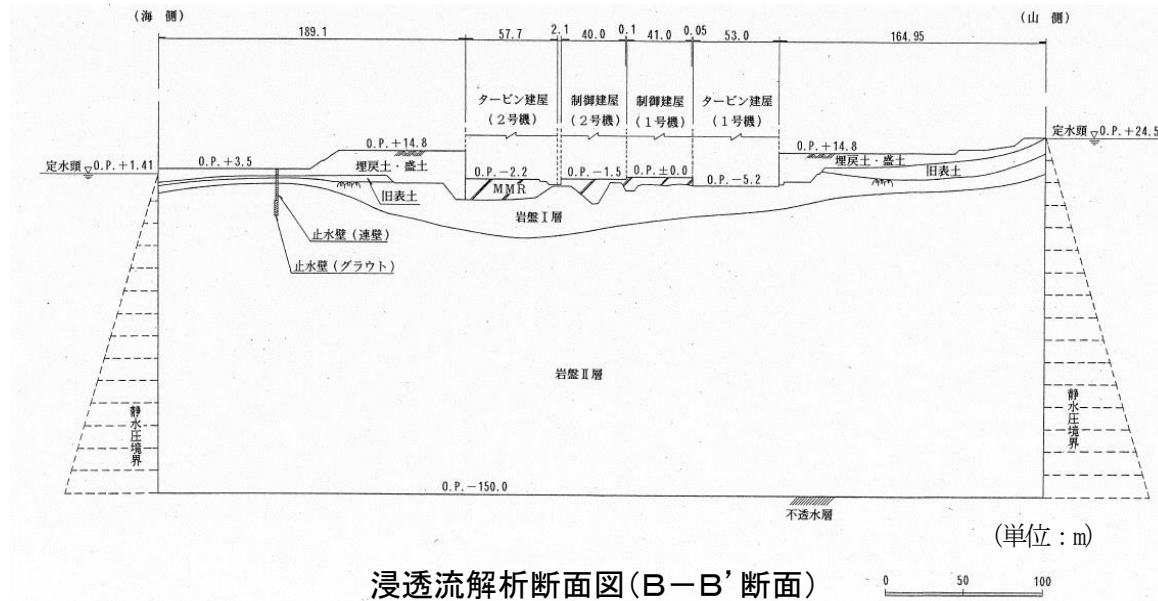 (海 側)
(山 側)
189.1
57.7
2.1
40.0
0.1
41.0
0.05
53.0
164.95
タービン建屋
(2号機)
制御建屋
(2号機)
制御建屋
(1号機)
タービン建屋
(1号機)
定水頭 O.P.+1.41
O.P.+3.5
O.P.+14.8
O.P.+14.8
定水頭 O.P.+24.5
埋戻土・盛土
埋戻土・盛土
旧表土
旧表土
O.P.-2.2
MMR
O.P.-1.5
O.P.±0.0
O.P.-5.2
岩盤Ⅰ層
止水壁(連壁)
止水壁(グラウト)
岩盤Ⅱ層
静水圧境界
静水圧境界
O.P.-150.0
不透水層
(単位:m)
浸透流解析断面図(B-B'断面)
0 50 100